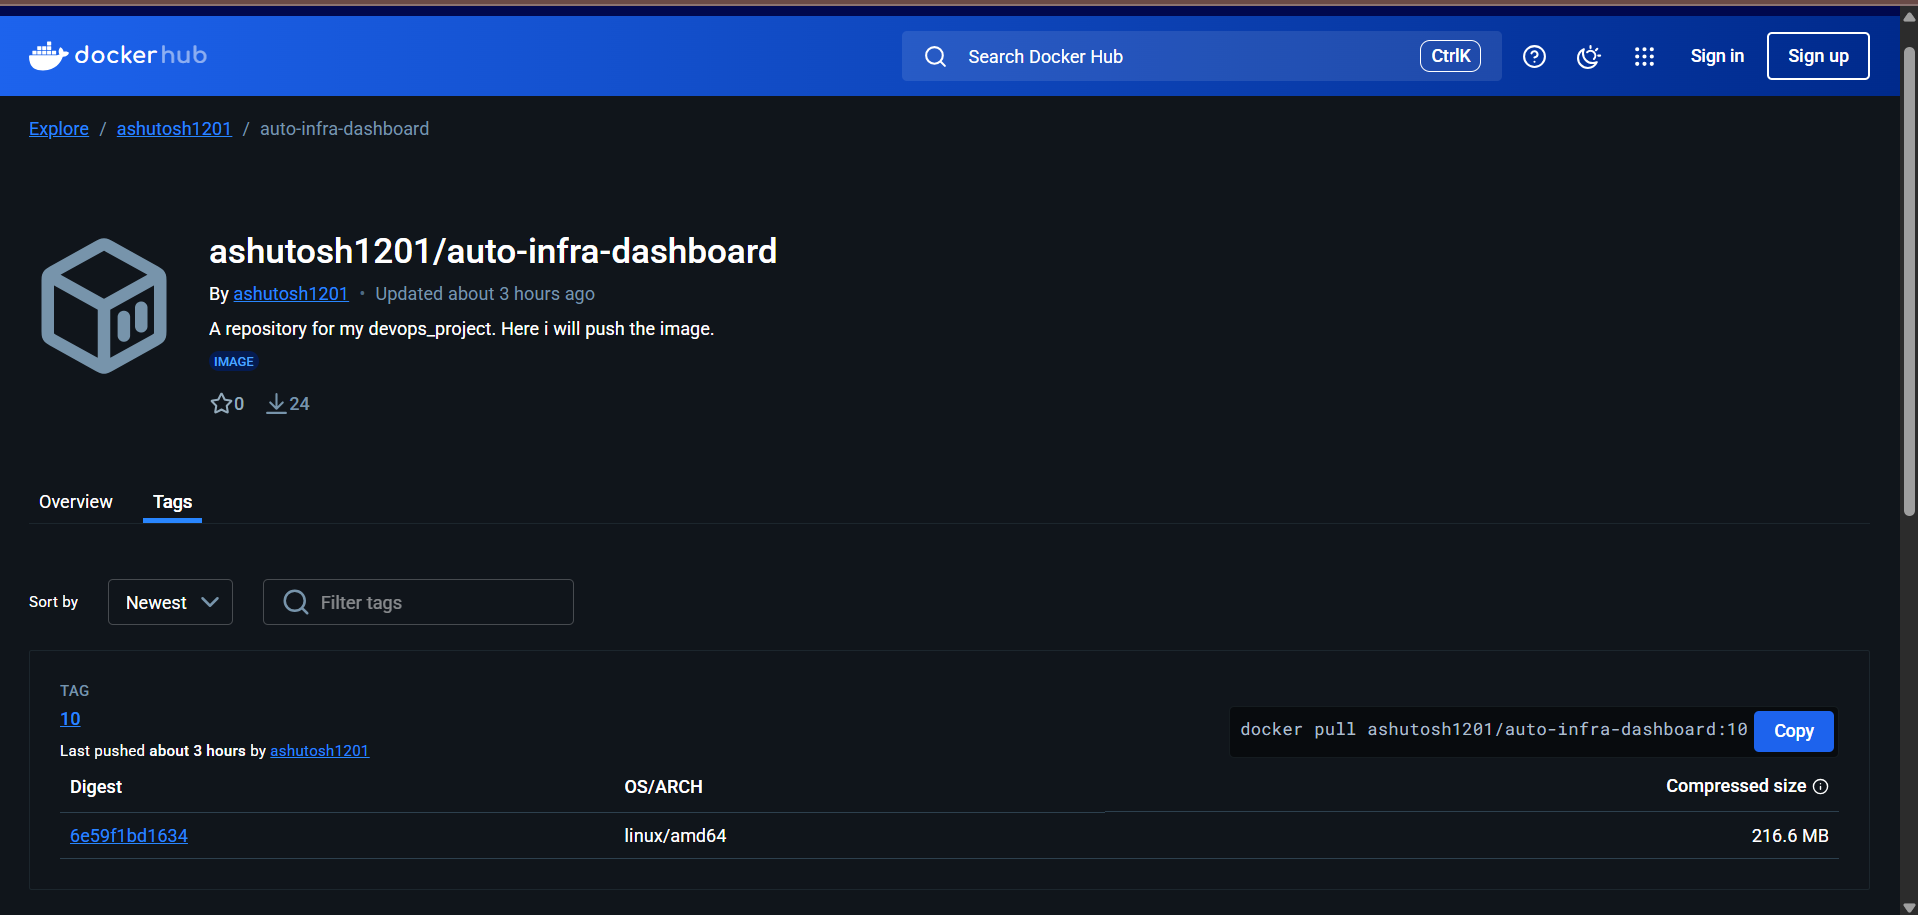 dockerhub
Search Docker Hub
CtrlK
Sign in
Sign up
Explore / ashutosh1201 / auto-infra-dashboard
ashutosh1201/auto-infra-dashboard
By ashutosh1201 • Updated about 3 hours ago
A repository for my devops_project. Here i will push the image.
IMAGE
0 24
Overview
Tags
Sort by
Newest
Filter tags
TAG
10
docker pull ashutosh1201/auto-infra-dashboard:10
Copy
Last pushed about 3 hours by ashutosh1201
Digest OS/ARCH Compressed size
6e59f1bd1634 linux/amd64 216.6 MB